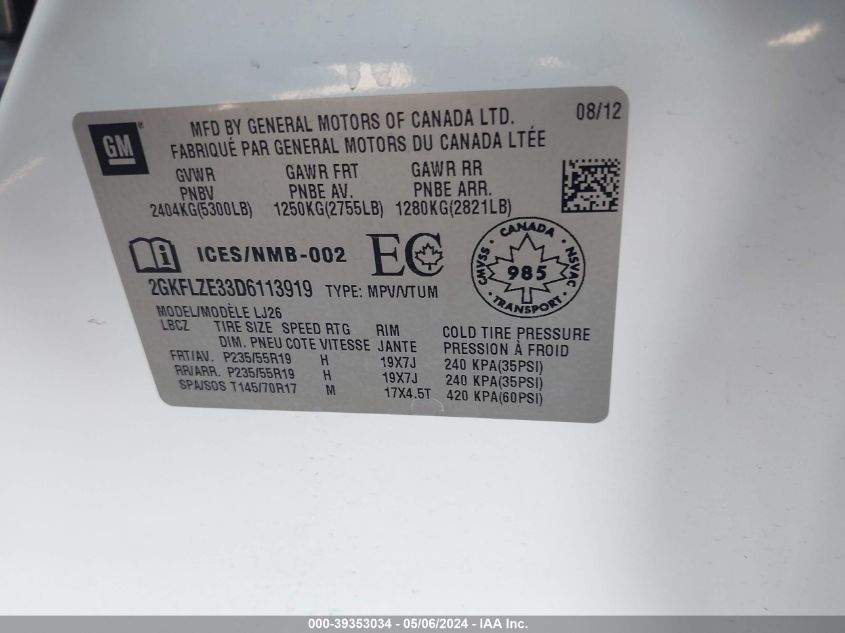 GM
MFD BY GENERAL MOTORS OF CANADA LTD.
08/12
FABRIQUÉ PAR GENERAL MOTORS DU CANADA LTÉE
GVWR GAWR FRT GAWR RR
PNBV PNBE AV. PNBE ARR.
2404KG(5300LB) 1250KG(2755LB) 1280KG(2821LB)
i ICES/NMB-002 EC
CMVSS CANADA NSVAC
985
TRANSPORT
2GKFLZE33D6113919 TYPE: MPV/VTUM
MODEL/MODÈLE LJ26
LBCZ TIRE SIZE SPEED RTG RIM COLD TIRE PRESSURE
DIM. PNEU COTE VITESSE JANTE PRESSION À FROID
FRT/AV. P235/55R19 H 19X7J 240 KPA(35PSI)
RR/ARR. P235/55R19 H 19X7J 240 KPA(35PSI)
SPA/SOS T145/70R17 M 17X4.5T 420 KPA(60PSI)
000-39353034 - 05/06/2024 - IAA Inc.